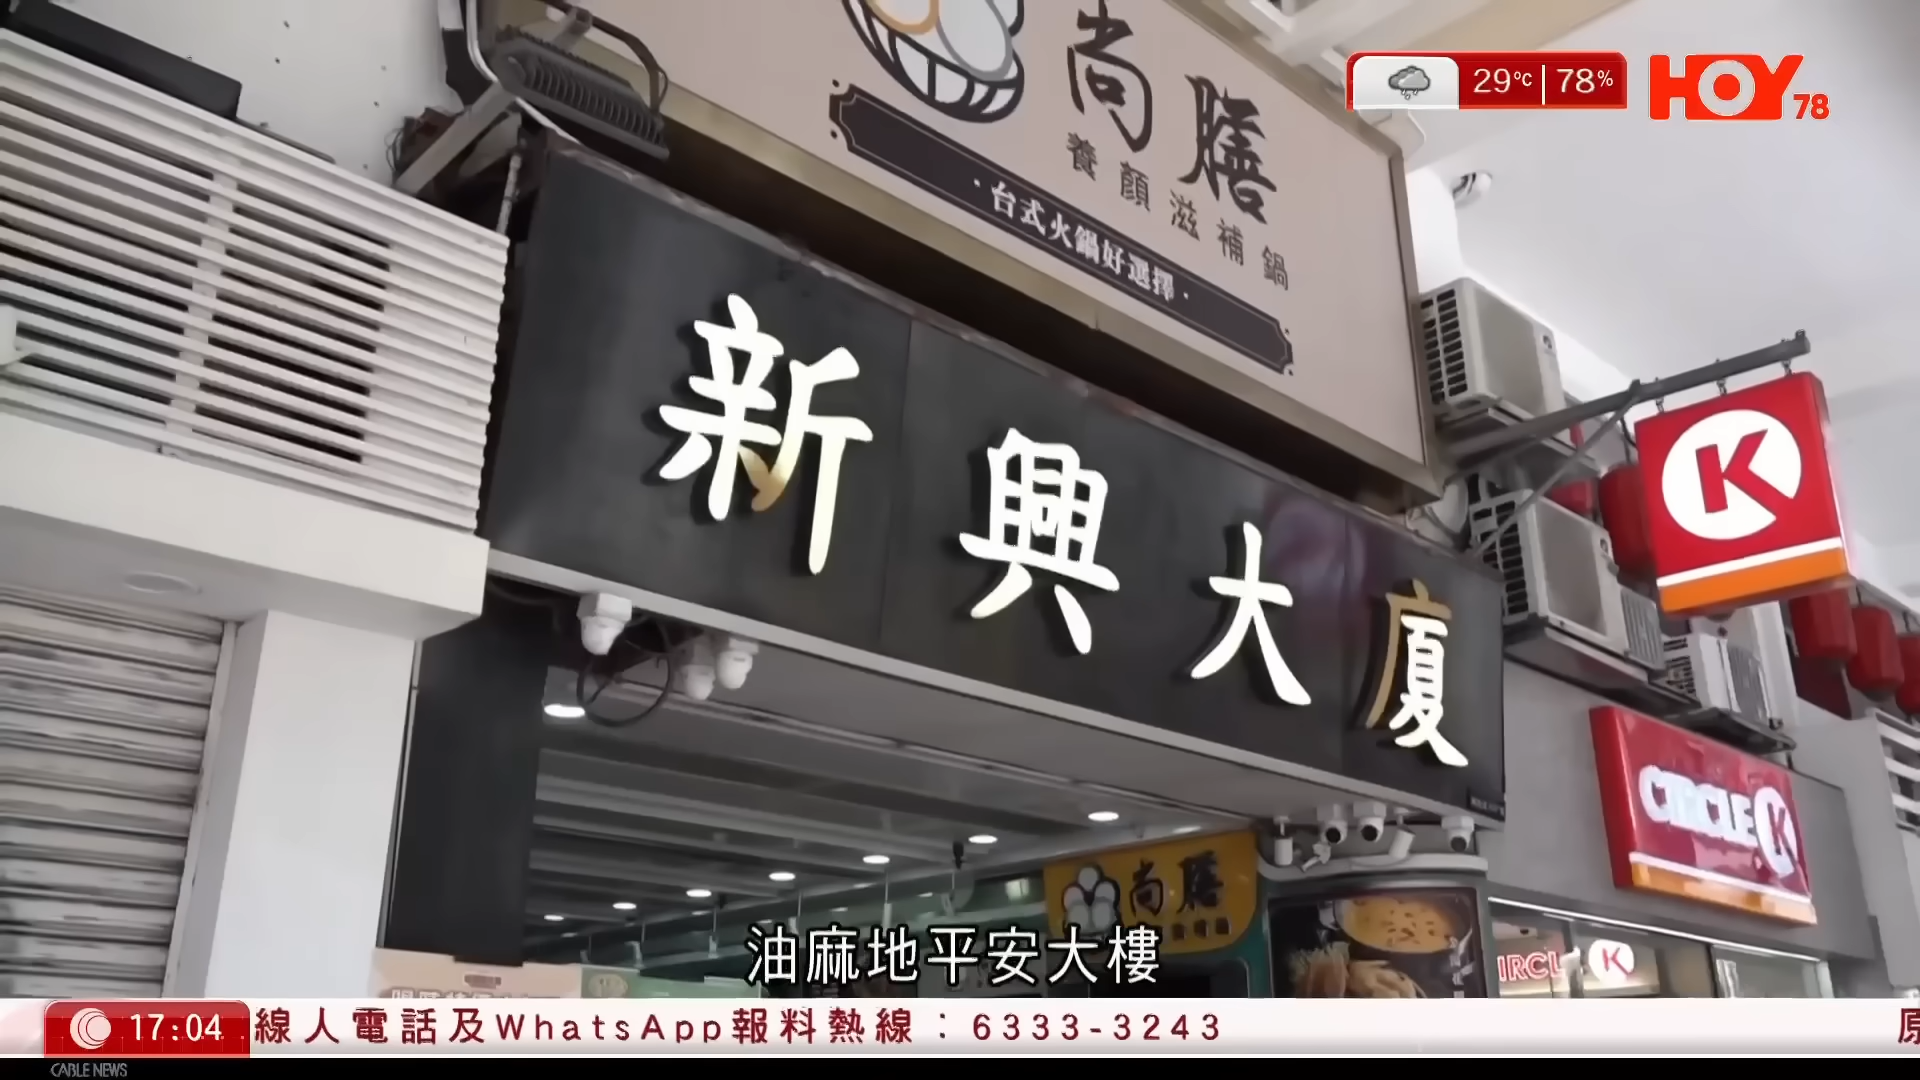 尚膳
養顏滋補鍋
·台式火鍋好選擇·
29°C | 78%
HOY 78
新興大廈
K
CIRCLE K
尚膳
IRCL K
油麻地平安大樓
17:04 線人電話及WhatsApp報料熱線：6333-3243 原
CABLE NEWS